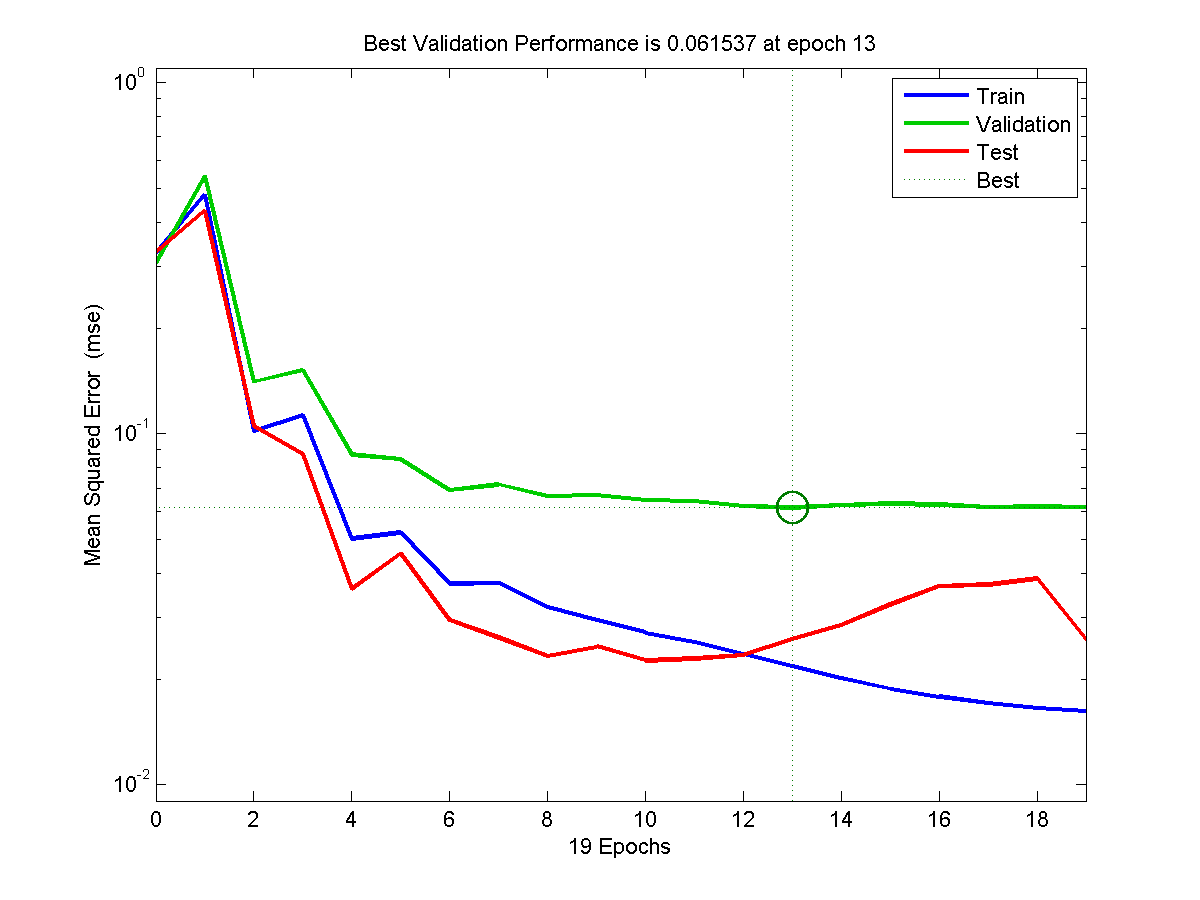 Best Validation Performance is 0.061537 at epoch 13
10^0
10^-1
10^-2
Mean Squared Error (mse)
Train
Validation
Test
Best
0 2 4 6 8 10 12 14 16 18
19 Epochs